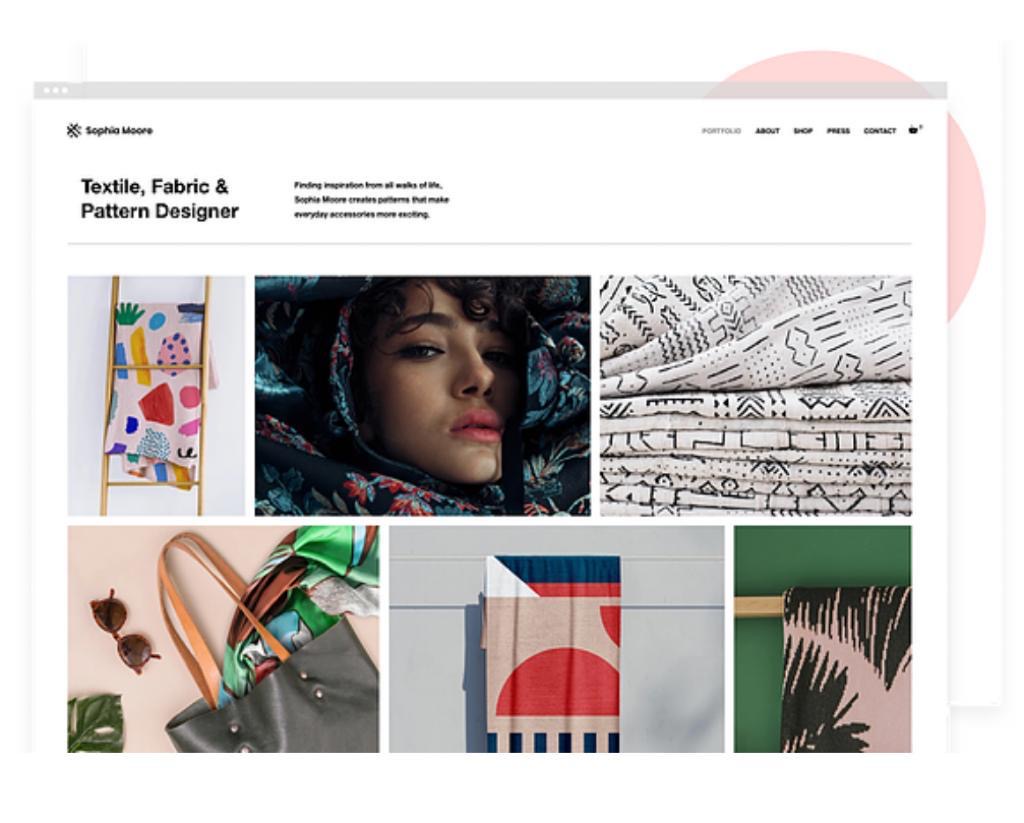 Sophia Moore
PORTFOLIO ABOUT SHOP PRESS CONTACT
Textile, Fabric &
Pattern Designer
Finding inspiration from all walks of life,
Sophia Moore creates patterns that make
everyday accessories more exciting.